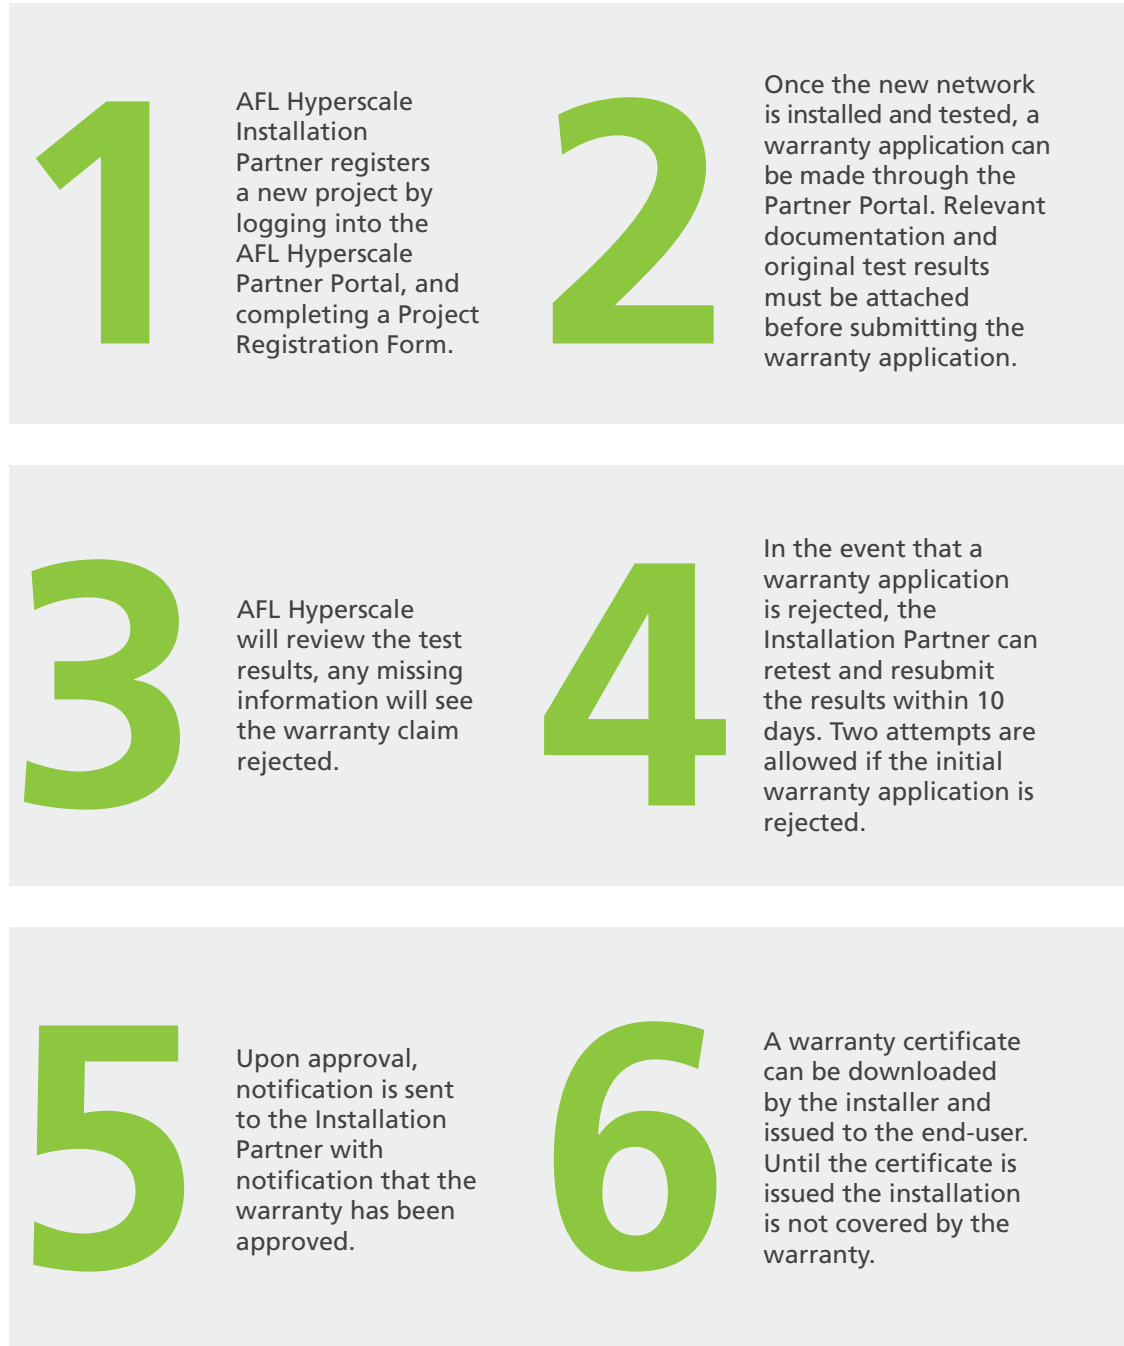 1
AFL Hyperscale
Installation
Partner registers
a new project by
logging into the
AFL Hyperscale
Partner Portal, and
completing a Project
Registration Form.
2
Once the new network
is installed and tested, a
warranty application can
be made through the
Partner Portal. Relevant
documentation and
original test results
must be attached
before submitting the
warranty application.
3
AFL Hyperscale
will review the test
results, any missing
information will see
the warranty claim
rejected.
4
In the event that a
warranty application
is rejected, the
Installation Partner can
retest and resubmit
the results within 10
days. Two attempts are
allowed if the initial
warranty application is
rejected.
5
Upon approval,
notification is sent
to the Installation
Partner with
notification that the
warranty has been
approved.
6
A warranty certificate
can be downloaded
by the installer and
issued to the end-user.
Until the certificate is
issued the installation
is not covered by the
warranty.